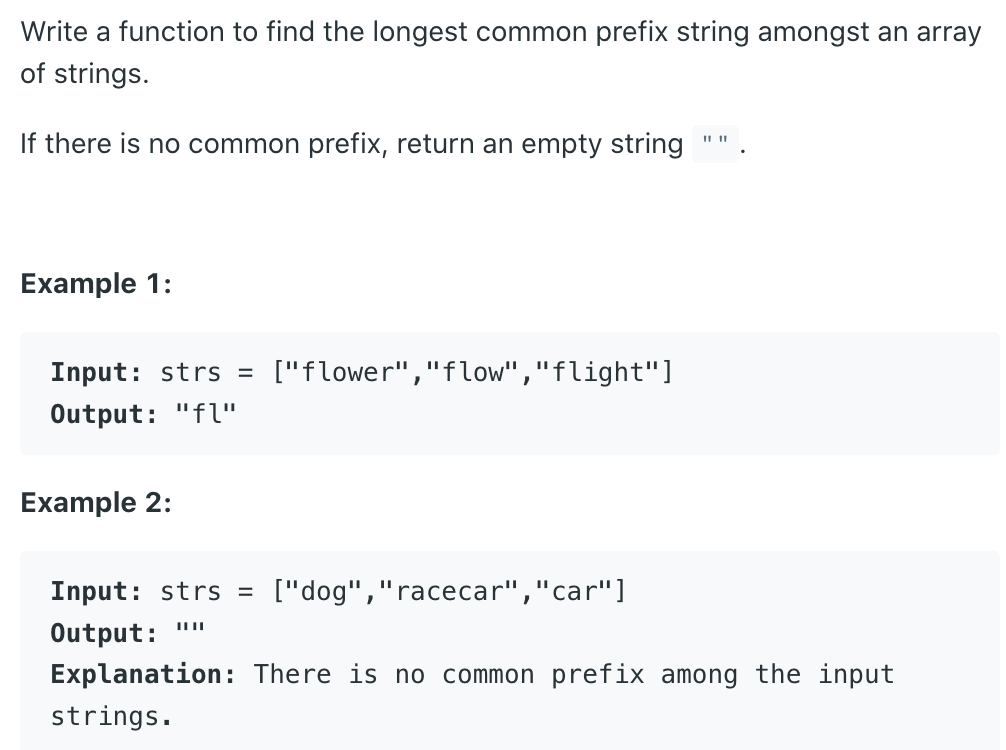 Write a function to find the longest common prefix string amongst an array
of strings.
If there is no common prefix, return an empty string "".
Example 1:
Input: strs = ["flower","flow","flight"]
Output: "fl"
Example 2:
Input: strs = ["dog","racecar","car"]
Output: ""
Explanation: There is no common prefix among the input
strings.